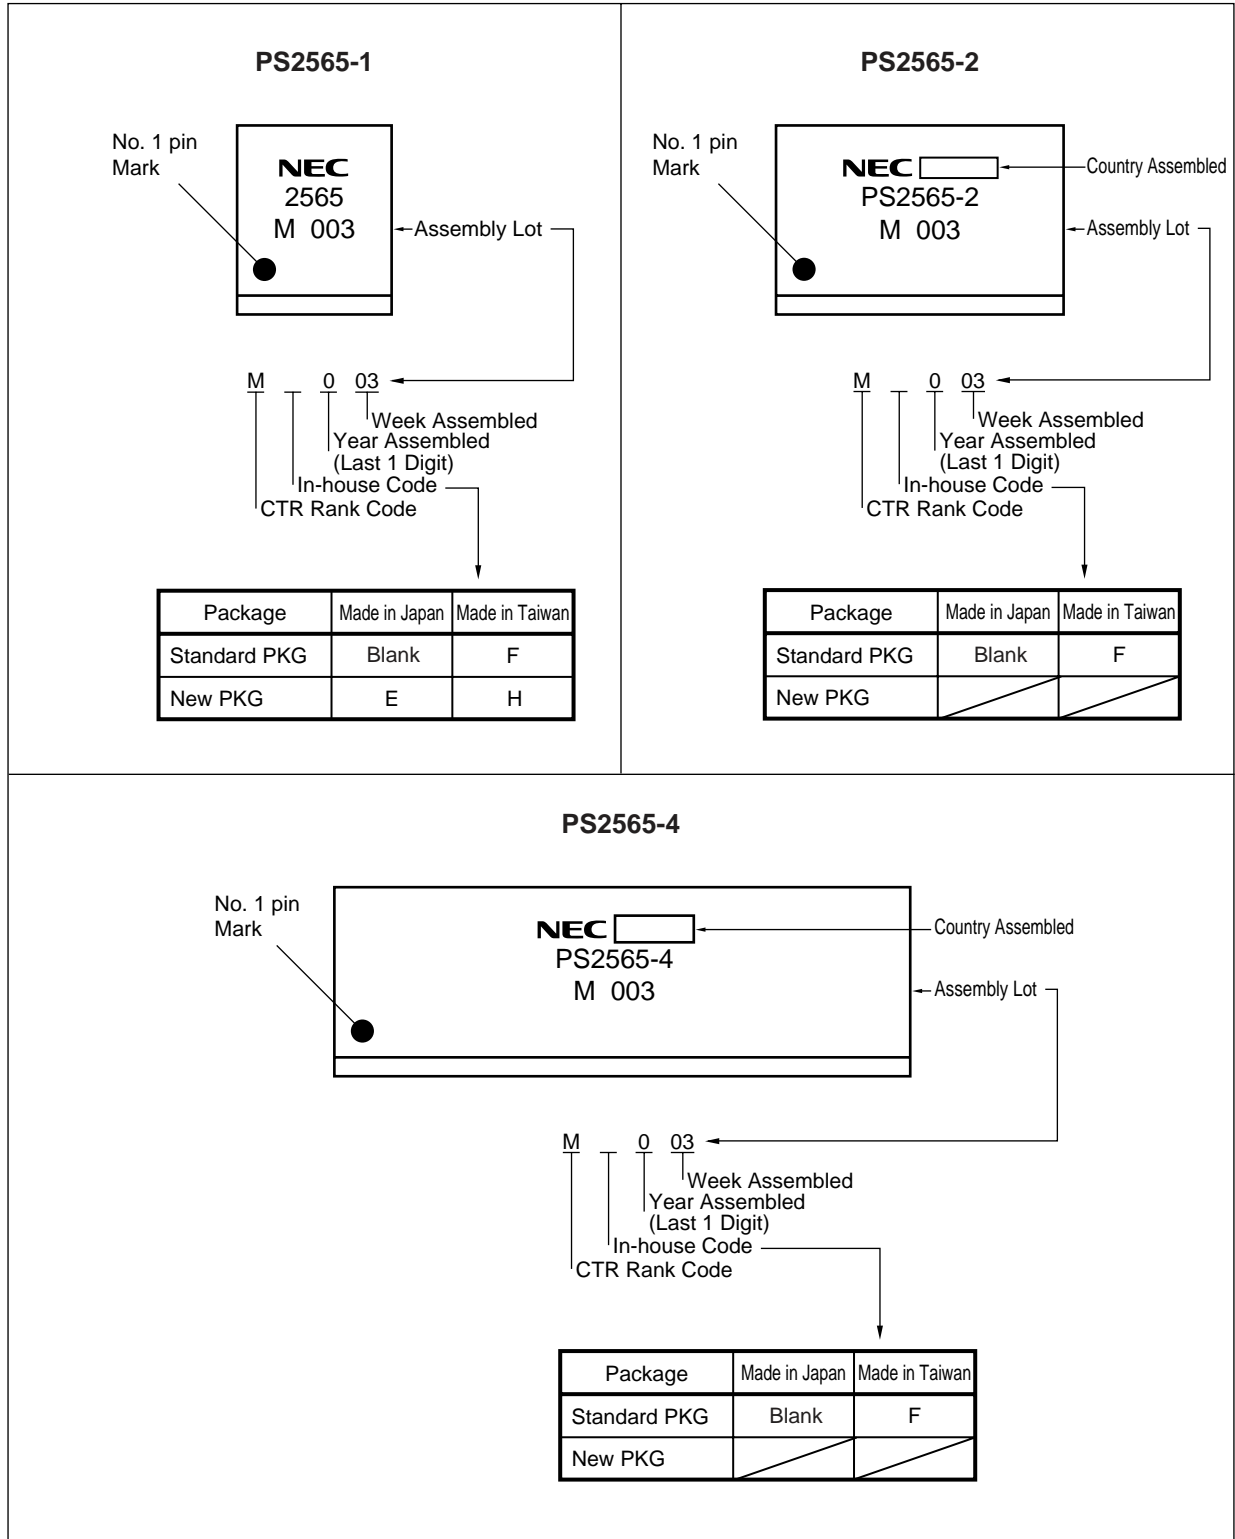 PS2565-1
No. 1 pin
Mark
NEC
2565
M 003
Assembly Lot
M 0 03
Week Assembled
Year Assembled
(Last 1 Digit)
In-house Code
CTR Rank Code
Package Made in Japan Made in Taiwan
Standard PKG Blank F
New PKG E H
PS2565-2
No. 1 pin
Mark
NEC
Country Assembled
PS2565-2
M 003
Assembly Lot
M 0 03
Week Assembled
Year Assembled
(Last 1 Digit)
In-house Code
CTR Rank Code
Package Made in Japan Made in Taiwan
Standard PKG Blank F
New PKG
PS2565-4
No. 1 pin
Mark
NEC
Country Assembled
PS2565-4
M 003
Assembly Lot
M 0 03
Week Assembled
Year Assembled
(Last 1 Digit)
In-house Code
CTR Rank Code
Package Made in Japan Made in Taiwan
Standard PKG Blank F
New PKG